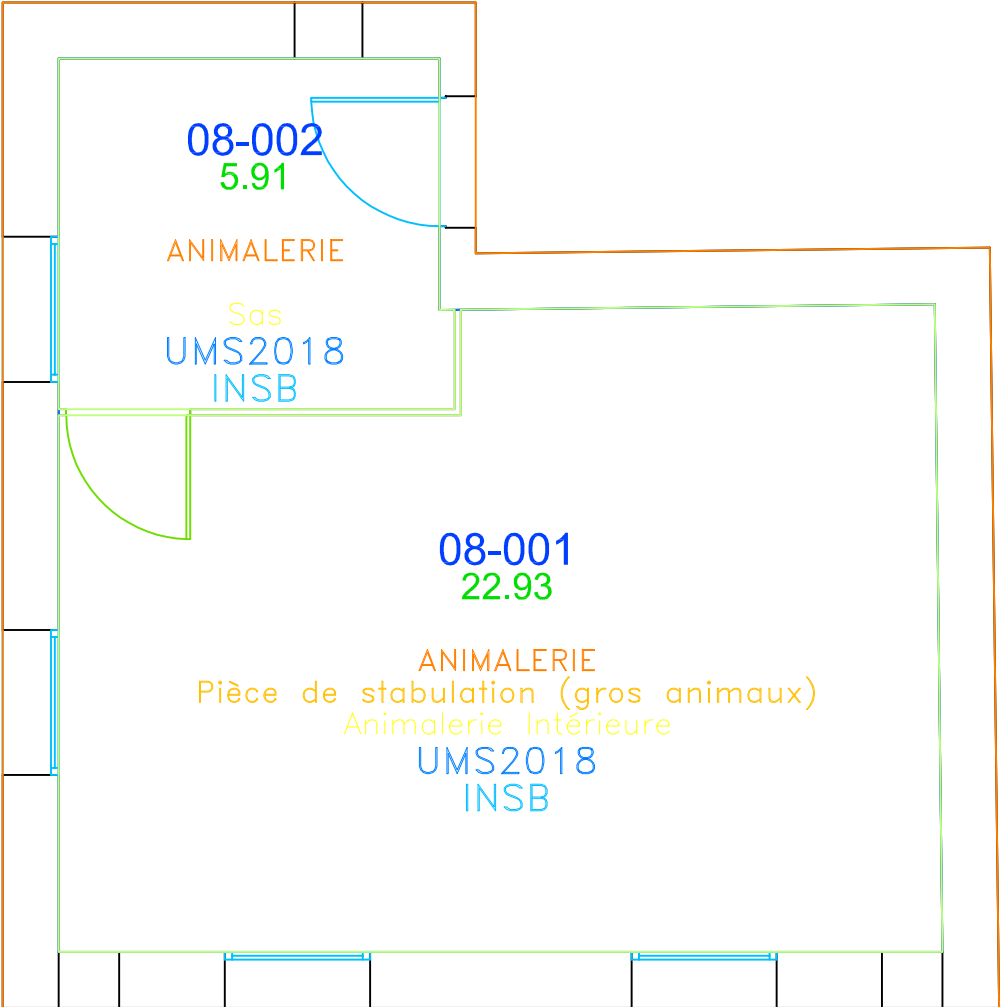 08-002
5.91
ANIMALERIE
Sas
UMS2018
INSB
08-001
22.93
ANIMALERIE
Pièce de stabulation (gros animaux)
Animalerie Intérieure
UMS2018
INSB